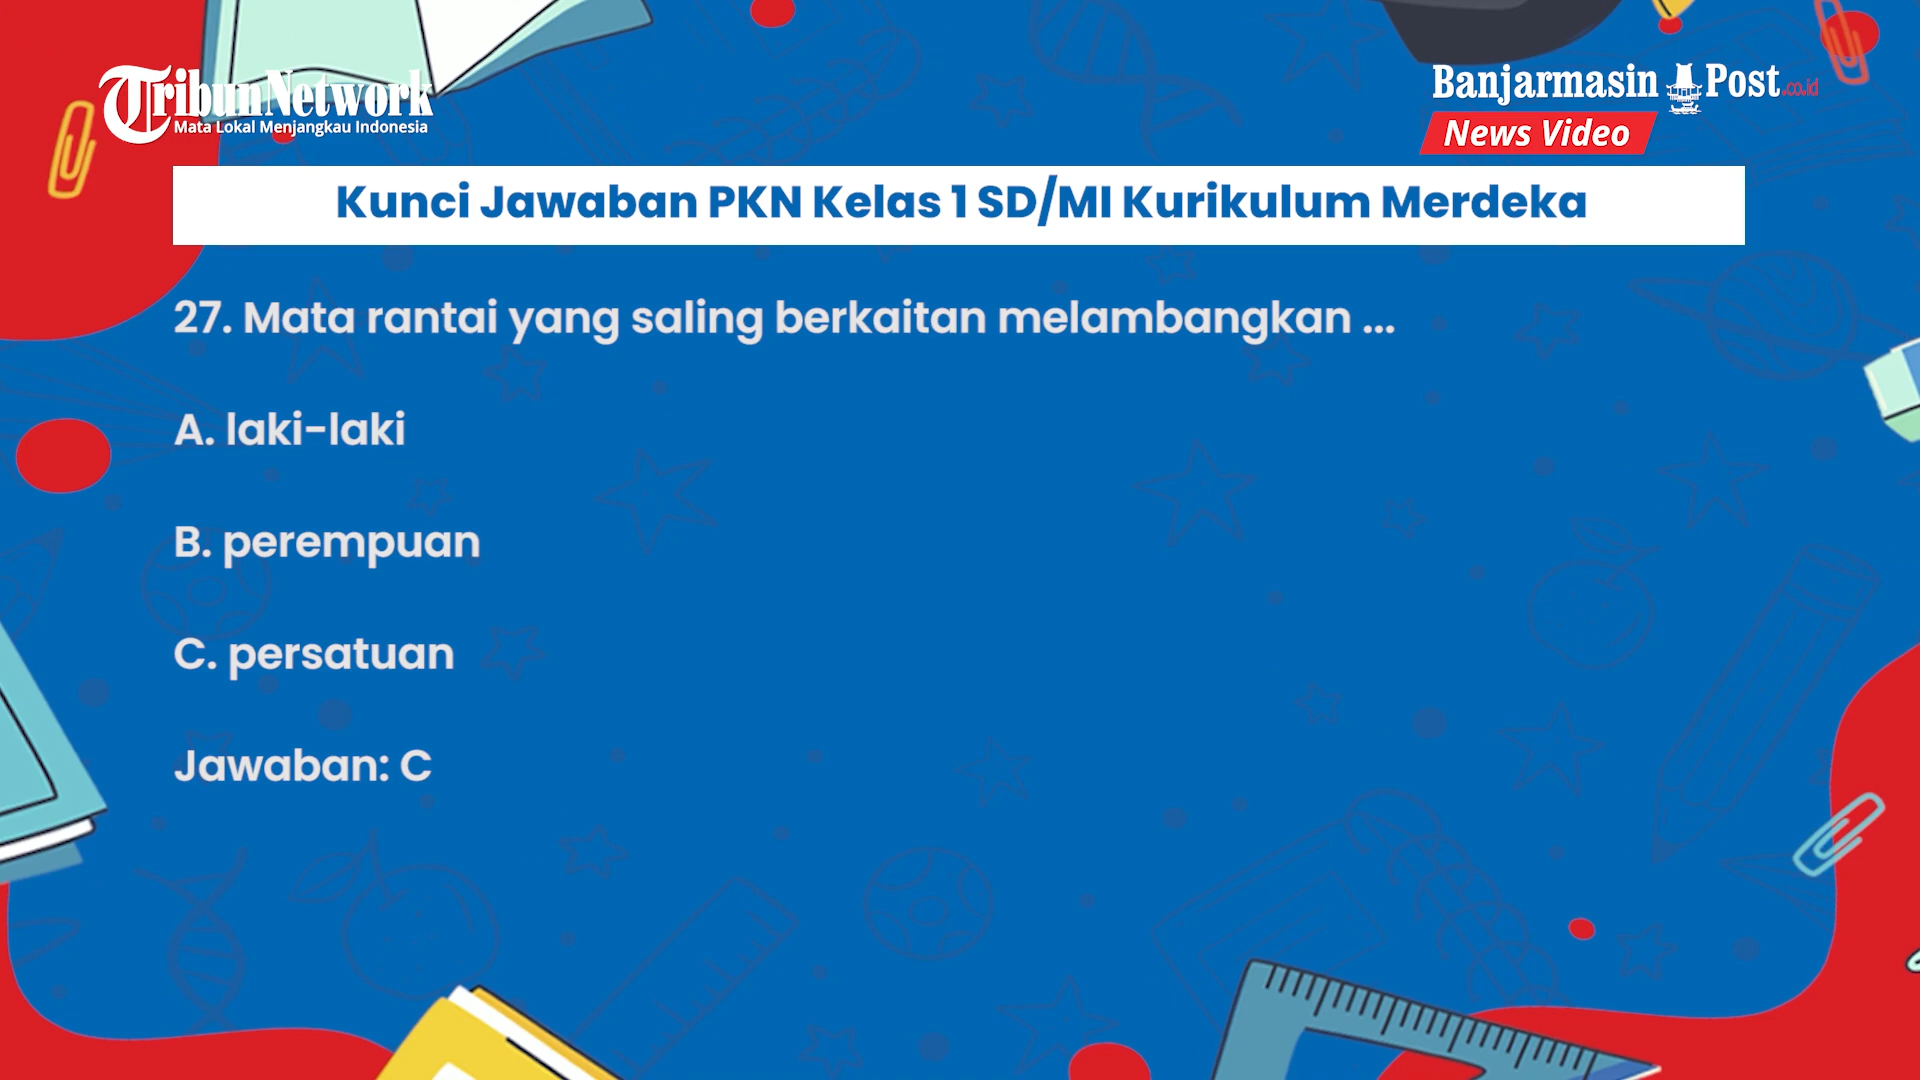 TribunNetwork
Mata Lokal Menjangkau Indonesia
Banjarmasin Post.co.id
News Video
Kunci Jawaban PKN Kelas 1 SD/MI Kurikulum Merdeka
27. Mata rantai yang saling berkaitan melambangkan ...
A. laki-laki
B. perempuan
C. persatuan
Jawaban: C